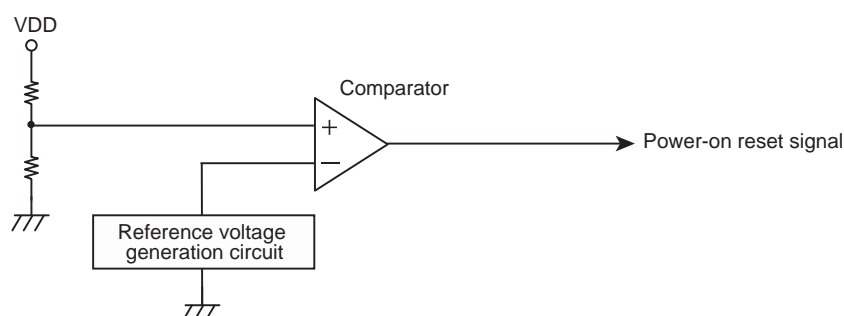 VDD
Comparator
+
−
Power-on reset signal
Reference voltage
generation circuit